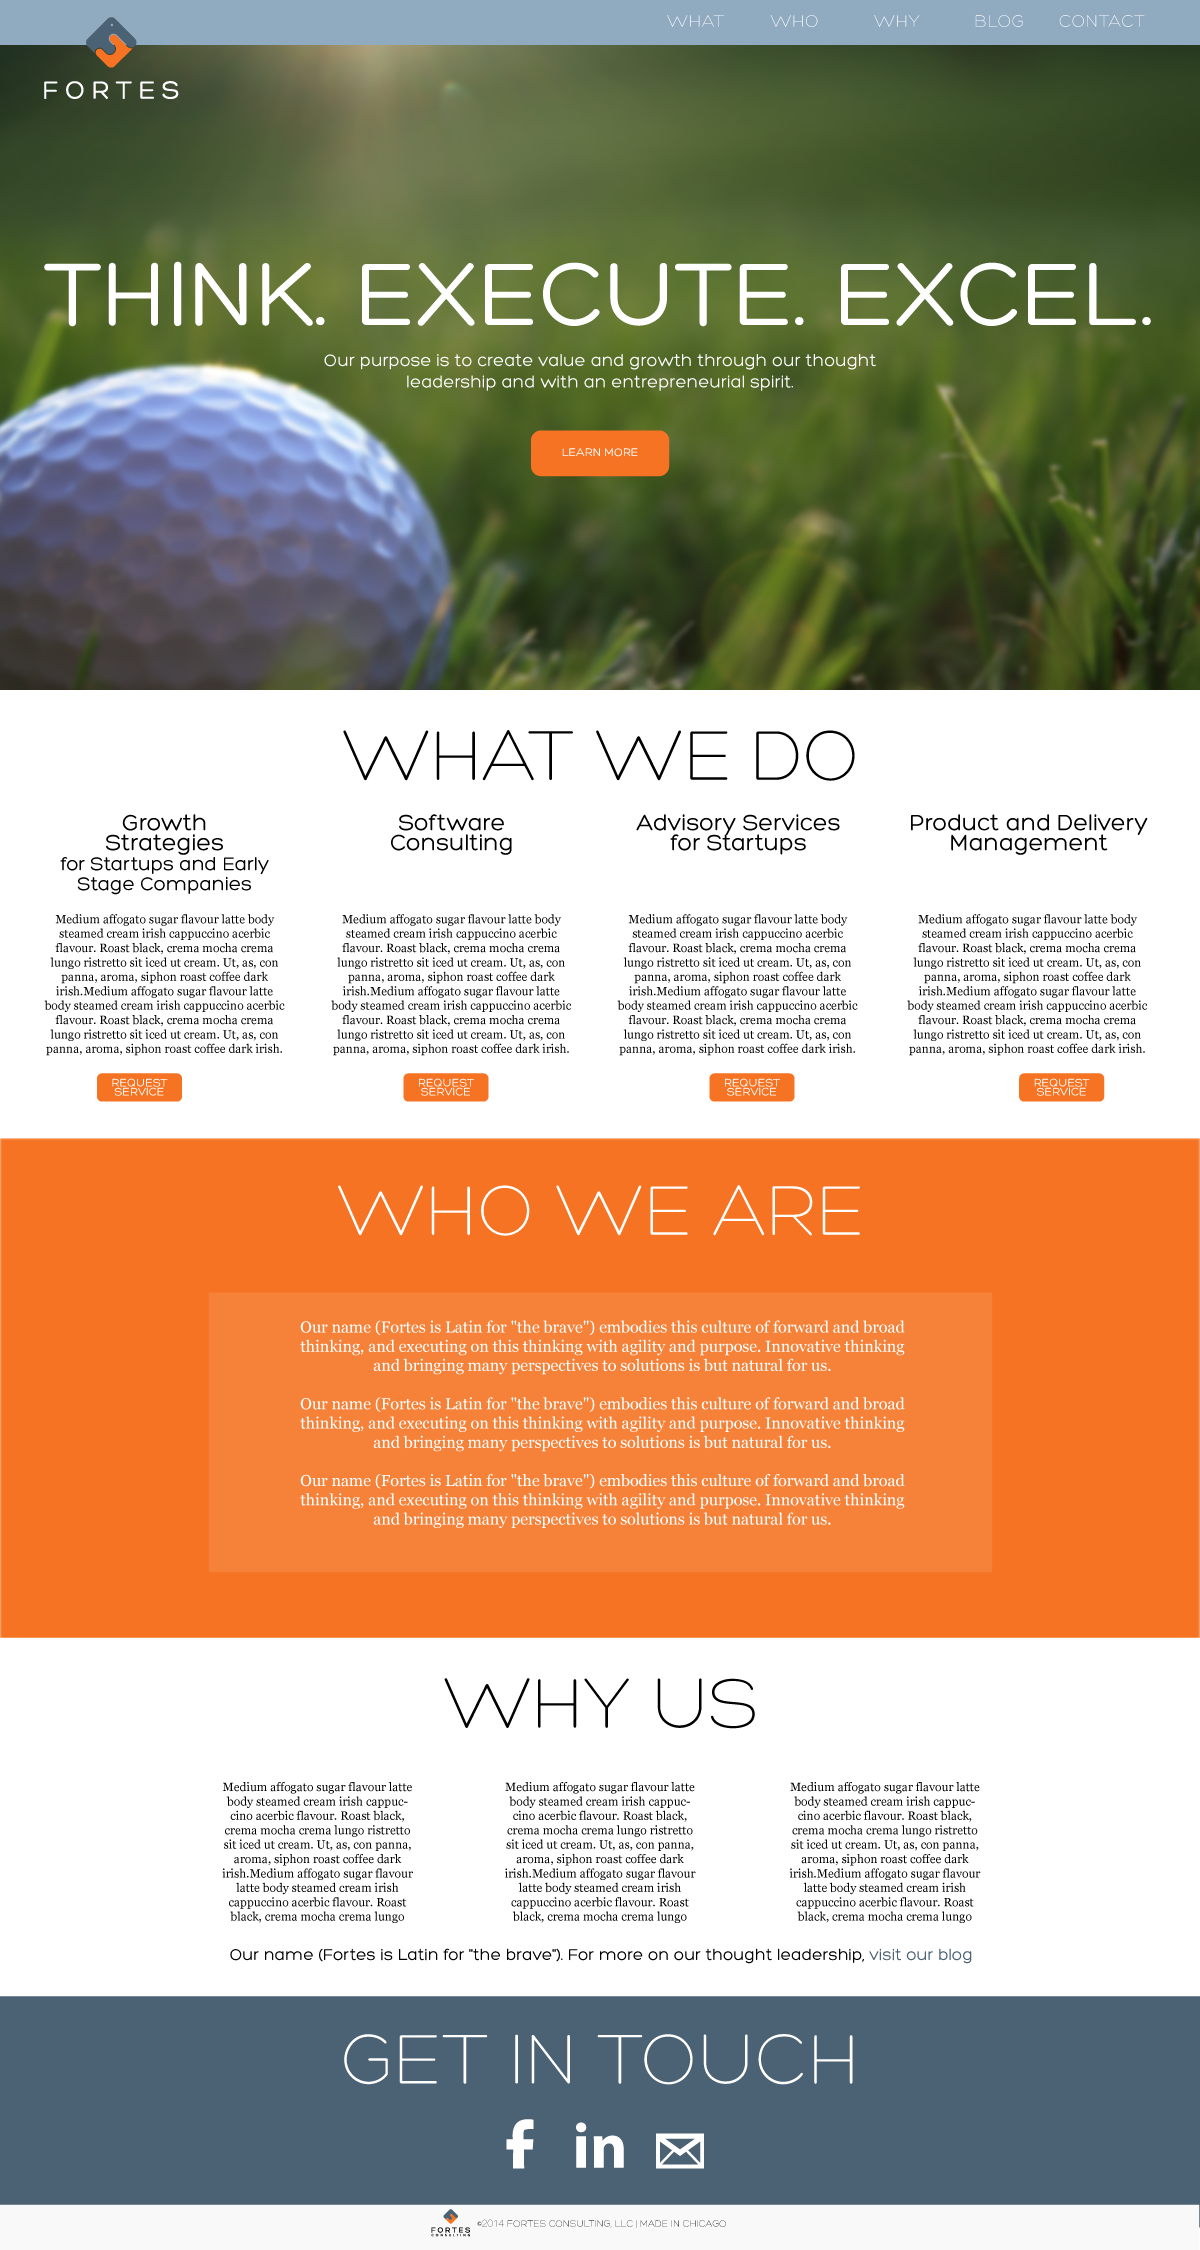 WHAT WHO WHY BLOG CONTACT
FORTES
THINK. EXECUTE. EXCEL.
Our purpose is to create value and growth through our thought
leadership and with an entrepreneurial spirit.
LEARN MORE
WHAT WE DO
Growth
Strategies
for Startups and Early
Stage Companies
Medium affogato sugar flavour latte body
steamed cream irish cappuccino acerbic
flavour. Roast black, crema mocha crema
lungo ristretto sit iced ut cream. Ut, as, con
panna, aroma, siphon roast coffee dark
irish.Medium affogato sugar flavour latte
body steamed cream irish cappuccino acerbic
flavour. Roast black, crema mocha crema
lungo ristretto sit iced ut cream. Ut, as, con
panna, aroma, siphon roast coffee dark irish.
REQUEST
SERVICE
Software
Consulting
Medium affogato sugar flavour latte body
steamed cream irish cappuccino acerbic
flavour. Roast black, crema mocha crema
lungo ristretto sit iced ut cream. Ut, as, con
panna, aroma, siphon roast coffee dark
irish.Medium affogato sugar flavour latte
body steamed cream irish cappuccino acerbic
flavour. Roast black, crema mocha crema
lungo ristretto sit iced ut cream. Ut, as, con
panna, aroma, siphon roast coffee dark irish.
REQUEST
SERVICE
Advisory Services
for Startups
Medium affogato sugar flavour latte body
steamed cream irish cappuccino acerbic
flavour. Roast black, crema mocha crema
lungo ristretto sit iced ut cream. Ut, as, con
panna, aroma, siphon roast coffee dark
irish.Medium affogato sugar flavour latte
body steamed cream irish cappuccino acerbic
flavour. Roast black, crema mocha crema
lungo ristretto sit iced ut cream. Ut, as, con
panna, aroma, siphon roast coffee dark irish.
REQUEST
SERVICE
Product and Delivery
Management
Medium affogato sugar flavour latte body
steamed cream irish cappuccino acerbic
flavour. Roast black, crema mocha crema
lungo ristretto sit iced ut cream. Ut, as, con
panna, aroma, siphon roast coffee dark
irish.Medium affogato sugar flavour latte
body steamed cream irish cappuccino acerbic
flavour. Roast black, crema mocha crema
lungo ristretto sit iced ut cream. Ut, as, con
panna, aroma, siphon roast coffee dark irish.
REQUEST
SERVICE
WHO WE ARE
Our name (Fortes is Latin for "the brave") embodies this culture of forward and broad
thinking, and executing on this thinking with agility and purpose. Innovative thinking
and bringing many perspectives to solutions is but natural for us.
Our name (Fortes is Latin for "the brave") embodies this culture of forward and broad
thinking, and executing on this thinking with agility and purpose. Innovative thinking
and bringing many perspectives to solutions is but natural for us.
Our name (Fortes is Latin for "the brave") embodies this culture of forward and broad
thinking, and executing on this thinking with agility and purpose. Innovative thinking
and bringing many perspectives to solutions is but natural for us.
WHY US
Medium affogato sugar flavour latte
body steamed cream irish cappuc-
cino acerbic flavour. Roast black,
crema mocha crema lungo ristretto
sit iced ut cream. Ut, as, con panna,
aroma, siphon roast coffee dark
irish.Medium affogato sugar flavour
latte body steamed cream irish
cappuccino acerbic flavour. Roast
black, crema mocha crema lungo
Medium affogato sugar flavour latte
body steamed cream irish cappuc-
cino acerbic flavour. Roast black,
crema mocha crema lungo ristretto
sit iced ut cream. Ut, as, con panna,
aroma, siphon roast coffee dark
irish.Medium affogato sugar flavour
latte body steamed cream irish
cappuccino acerbic flavour. Roast
black, crema mocha crema lungo
Medium affogato sugar flavour latte
body steamed cream irish cappuc-
cino acerbic flavour. Roast black,
crema mocha crema lungo ristretto
sit iced ut cream. Ut, as, con panna,
aroma, siphon roast coffee dark
irish.Medium affogato sugar flavour
latte body steamed cream irish
cappuccino acerbic flavour. Roast
black, crema mocha crema lungo
Our name (Fortes is Latin for "the brave"). For more on our thought leadership, visit our blog
GET IN TOUCH
f in
FORTES
CONSULTING
©2014 FORTES CONSULTING, LLC | MADE IN CHICAGO